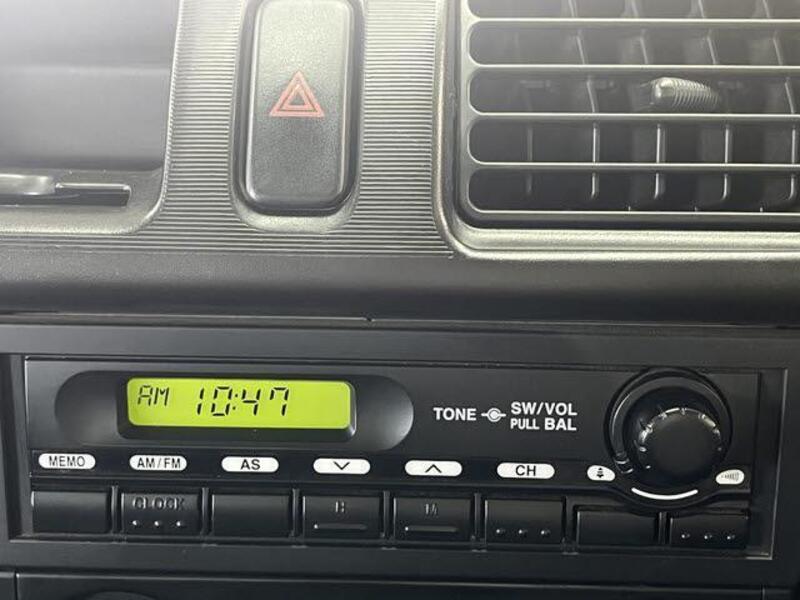 AM 10:47
TONE SW/VOL
PULL BAL
MEMO AM/FM AS CH
CLOCK H M